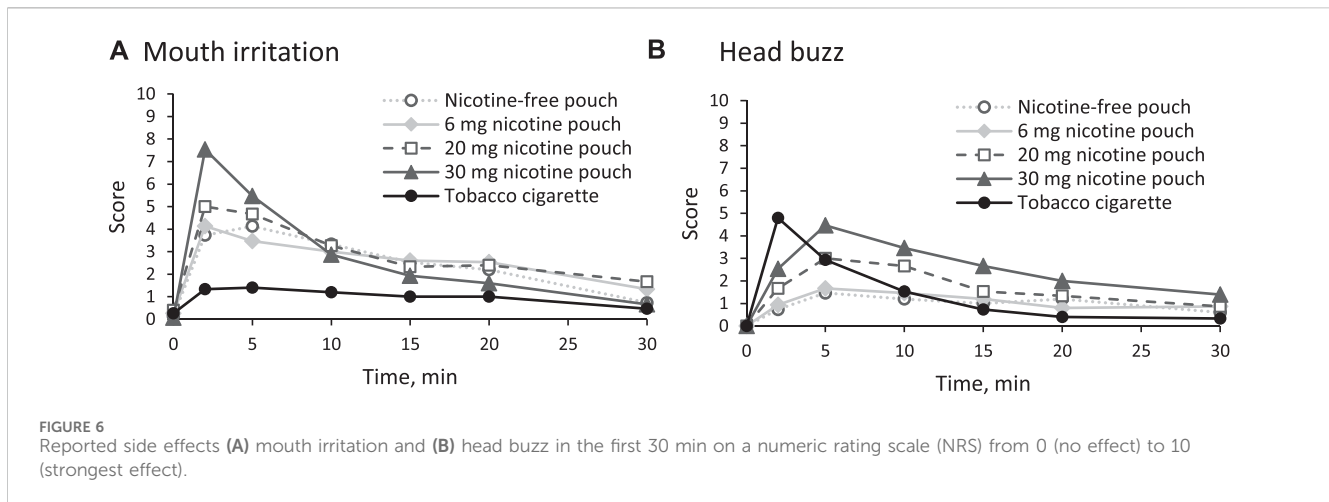 A Mouth irritation
10
9
8
7
6
5
4
3
2
1
0
Score
0 5 10 15 20 25 30
Time, min
Nicotine-free pouch
6 mg nicotine pouch
20 mg nicotine pouch
30 mg nicotine pouch
Tobacco cigarette
B Head buzz
10
9
8
7
6
5
4
3
2
1
0
Score
0 5 10 15 20 25 30
Time, min
Nicotine-free pouch
6 mg nicotine pouch
20 mg nicotine pouch
30 mg nicotine pouch
Tobacco cigarette
FIGURE 6
Reported side effects (A) mouth irritation and (B) head buzz in the first 30 min on a numeric rating scale (NRS) from 0 (no effect) to 10
(strongest effect).